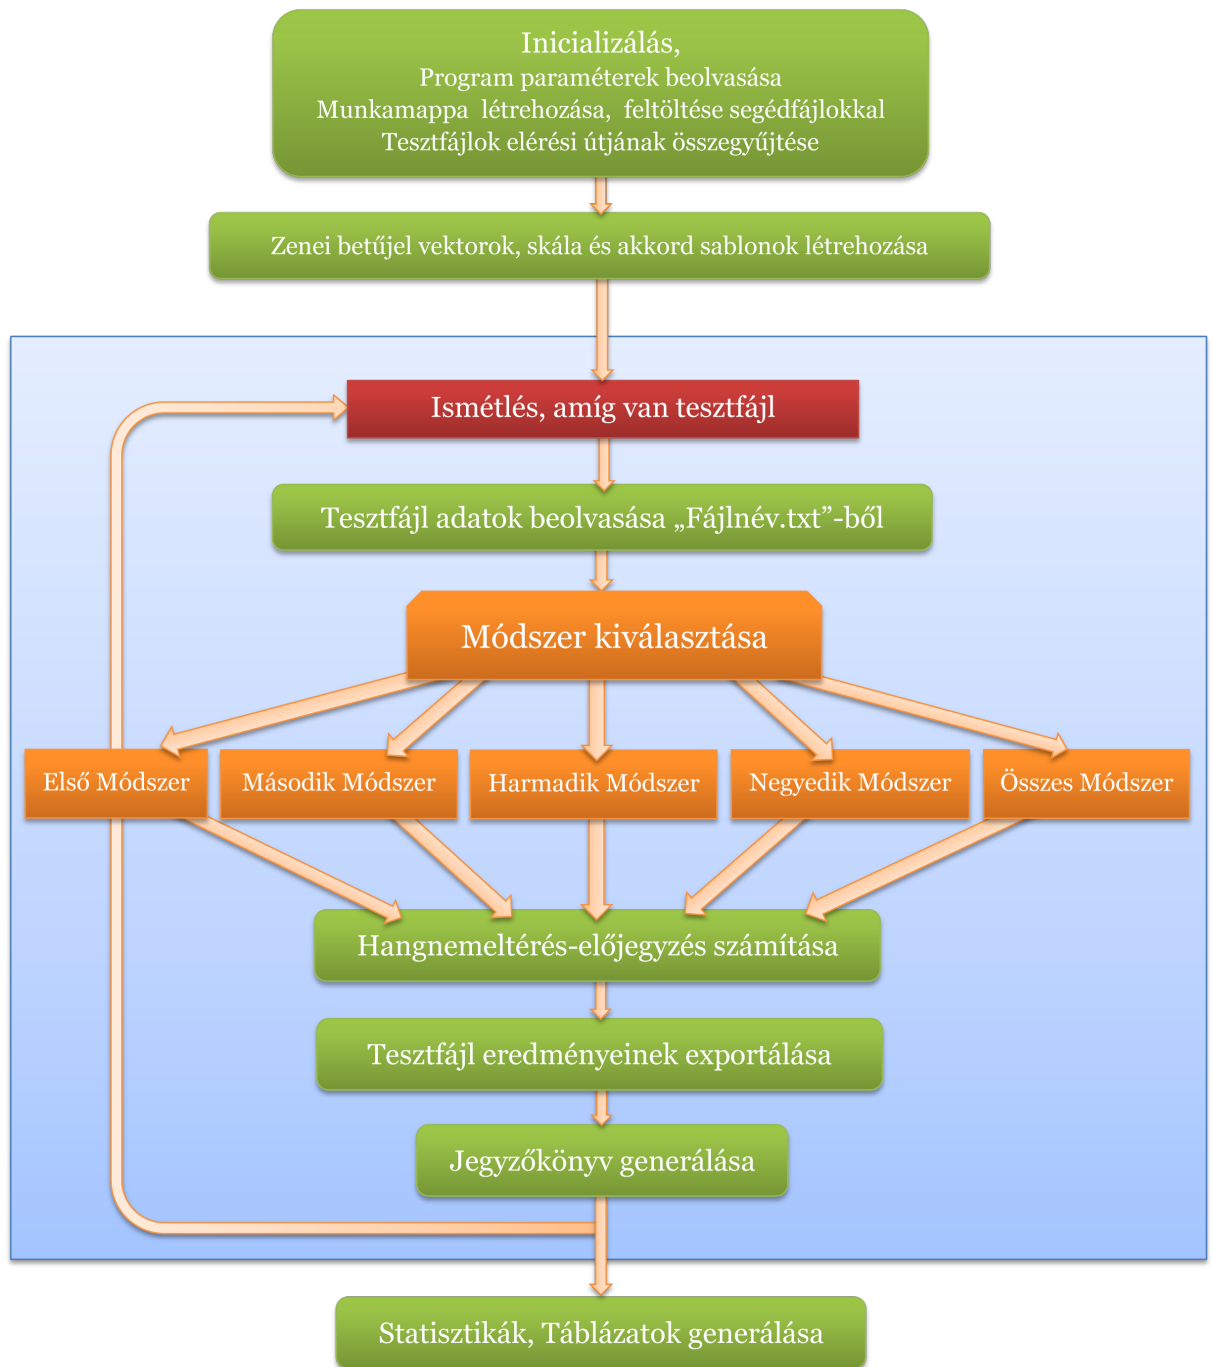 Inicializálás,
Program paraméterek beolvasása
Munkamappa létrehozása, feltöltése segédfájlokkal
Tesztfájlok elérési útjának összegyűjtése
Zenei betűjel vektorok, skála és akkord sablonok létrehozása
Ismétlés, amíg van tesztfájl
Tesztfájl adatok beolvasása „Fájlnév.txt”-ből
Módszer kiválasztása
Első Módszer
Második Módszer
Harmadik Módszer
Negyedik Módszer
Összes Módszer
Hangnemeltérés-előjegyzés számítása
Tesztfájl eredményeinek exportálása
Jegyzőkönyv generálása
Statisztikák, Táblázatok generálása